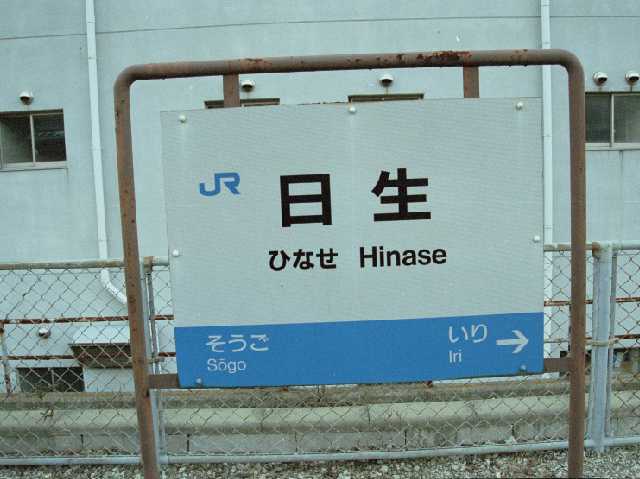 JR
日生
ひなせ Hinase
そうご いり →
Sōgo Iri